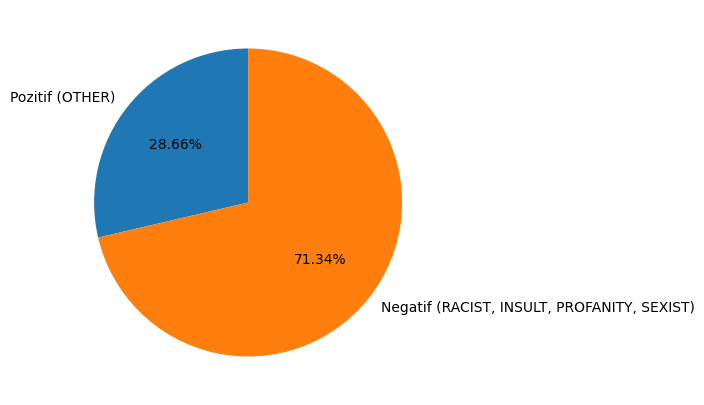 Pozitif (OTHER)
28.66%
71.34%
Negatif (RACIST, INSULT, PROFANITY, SEXIST)